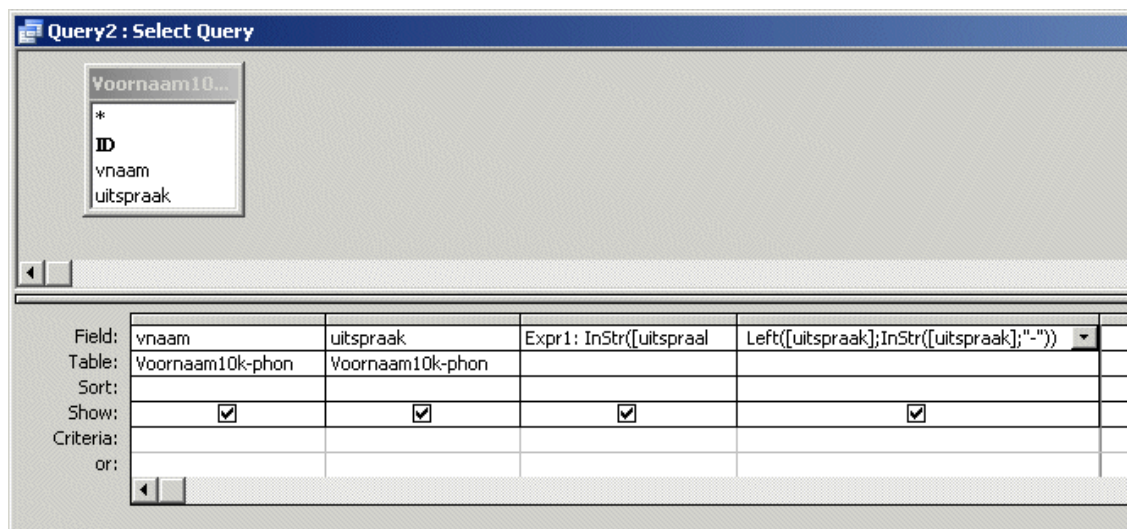 Query2 : Select Query
Voornaam10...
*
ID
vnaam
uitspraak
Field: vnaam uitspraak Expr1: InStr([uitspraal Left([uitspraak];InStr([uitspraak];"-"))
Table: Voornaam10k-phon Voornaam10k-phon
Sort:
Show:
Criteria:
or: